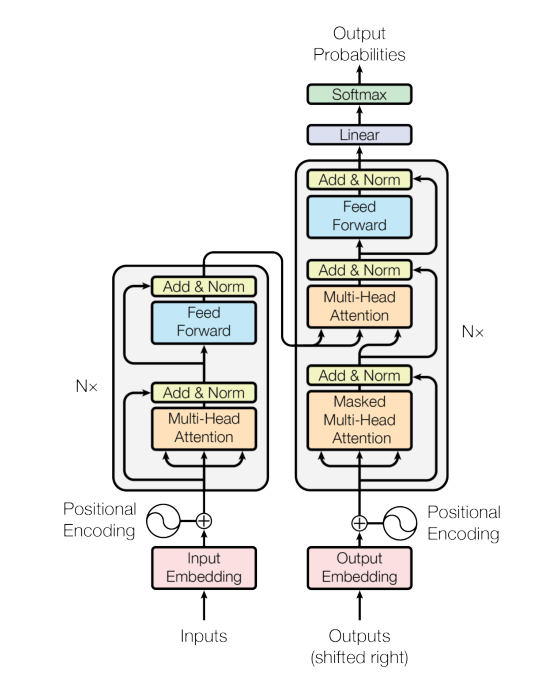 Output
Probabilities
Softmax
Linear
Add & Norm
Feed
Forward
Add & Norm
Multi-Head
Attention
Add & Norm
Masked
Multi-Head
Attention
N×
Positional
Encoding
Output
Embedding
Outputs
(shifted right)
Add & Norm
Feed
Forward
Add & Norm
Multi-Head
Attention
N×
Positional
Encoding
Input
Embedding
Inputs